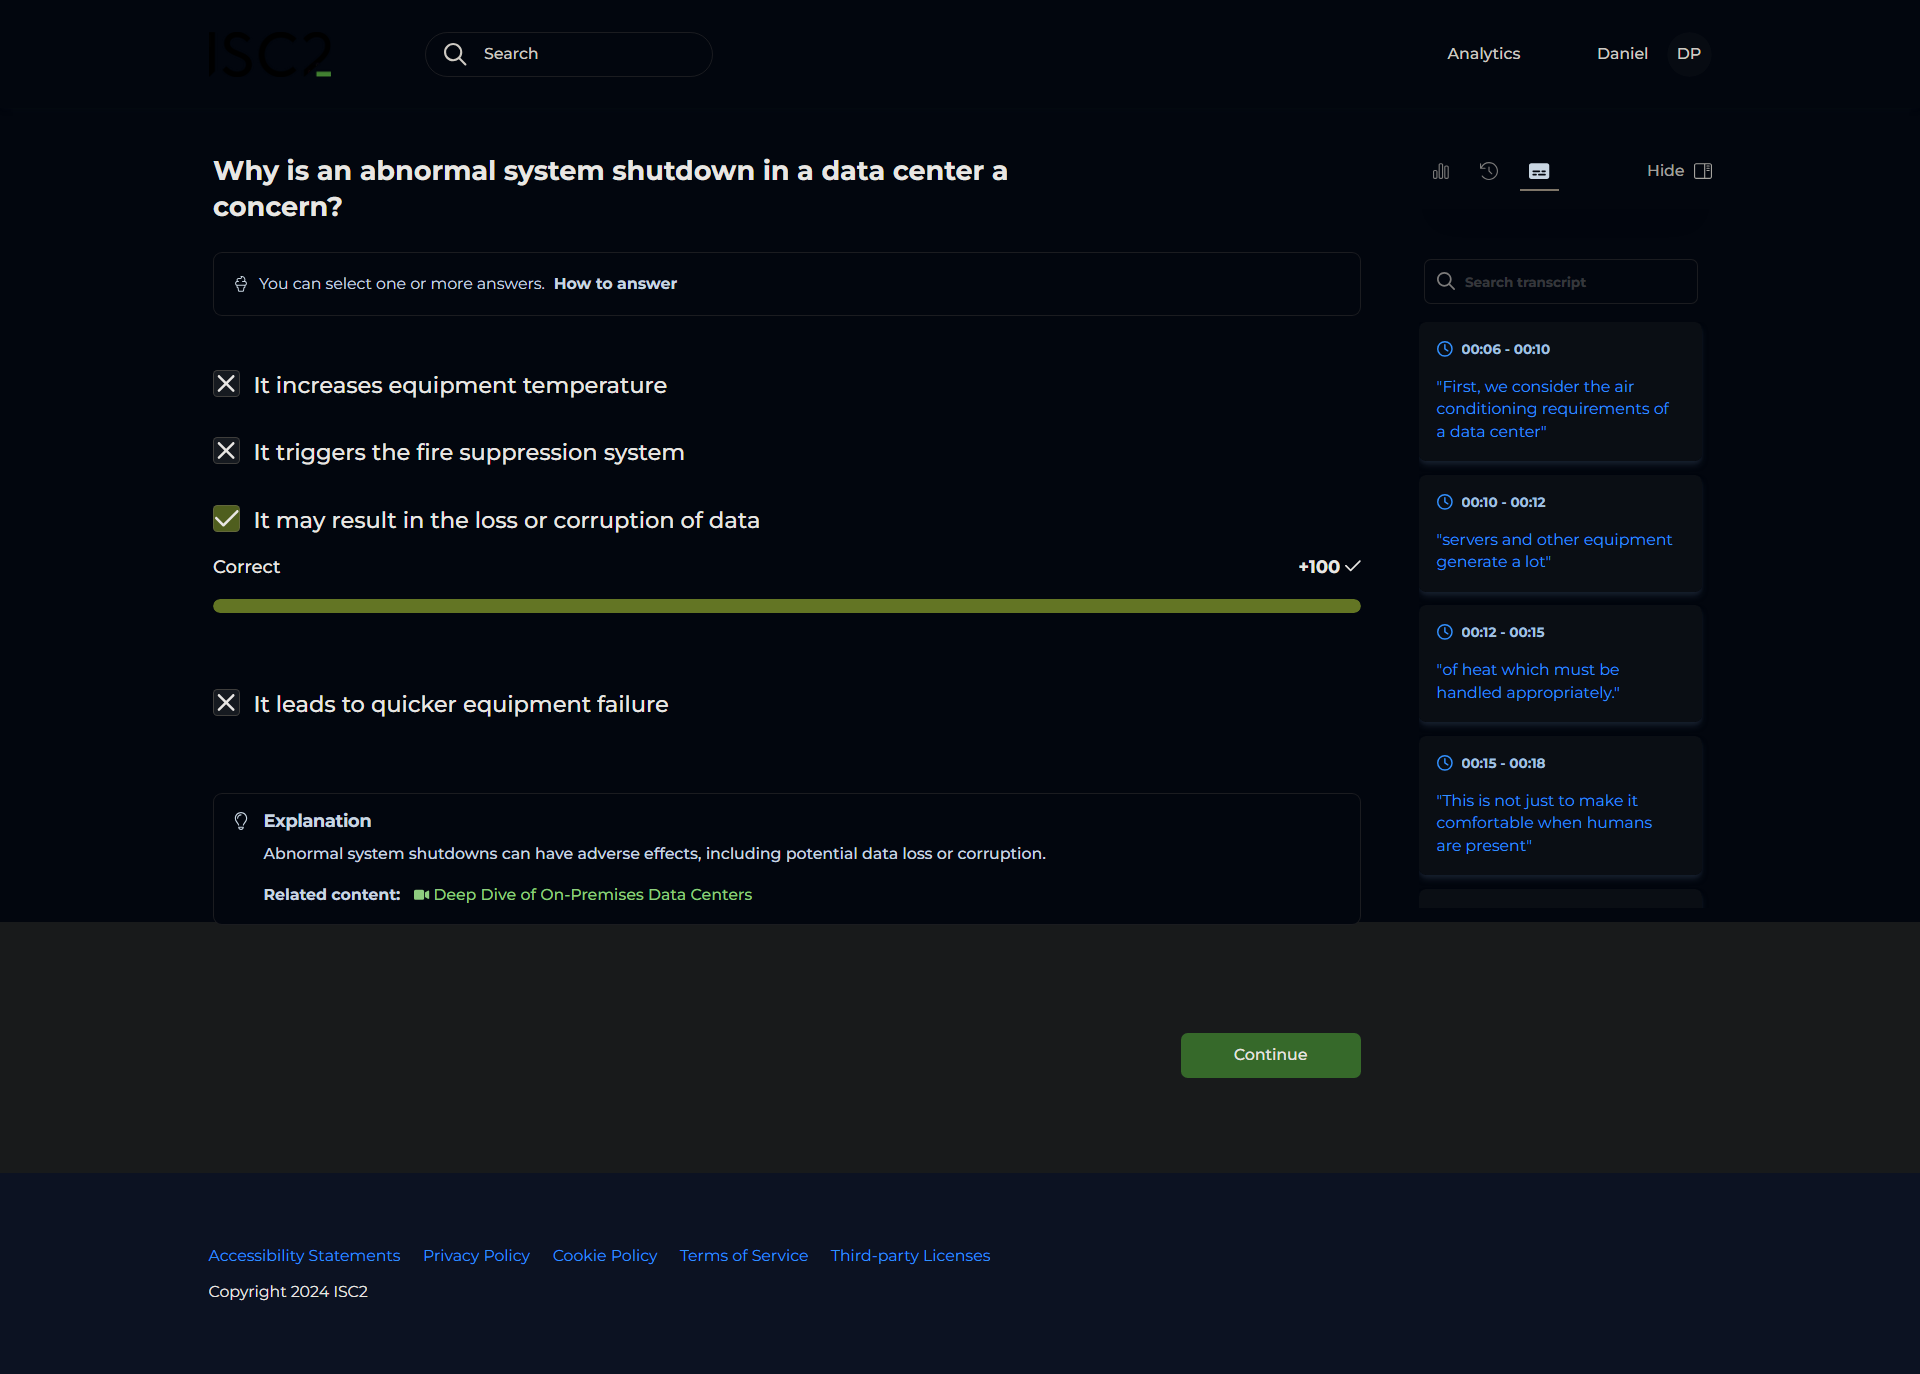 ISC2
Search
Analytics
Daniel
DP
Why is an abnormal system shutdown in a data center a
concern?
You can select one or more answers. How to answer
It increases equipment temperature
It triggers the fire suppression system
It may result in the loss or corruption of data
Correct
+100
It leads to quicker equipment failure
Explanation
Abnormal system shutdowns can have adverse effects, including potential data loss or corruption.
Related content: Deep Dive of On-Premises Data Centers
Hide
Search transcript
00:06 - 00:10
"First, we consider the air
conditioning requirements of
a data center"
00:10 - 00:12
"servers and other equipment
generate a lot"
00:12 - 00:15
"of heat which must be
handled appropriately."
00:15 - 00:18
"This is not just to make it
comfortable when humans
are present"
Continue
Accessibility Statements
Privacy Policy
Cookie Policy
Terms of Service
Third-party Licenses
Copyright 2024 ISC2